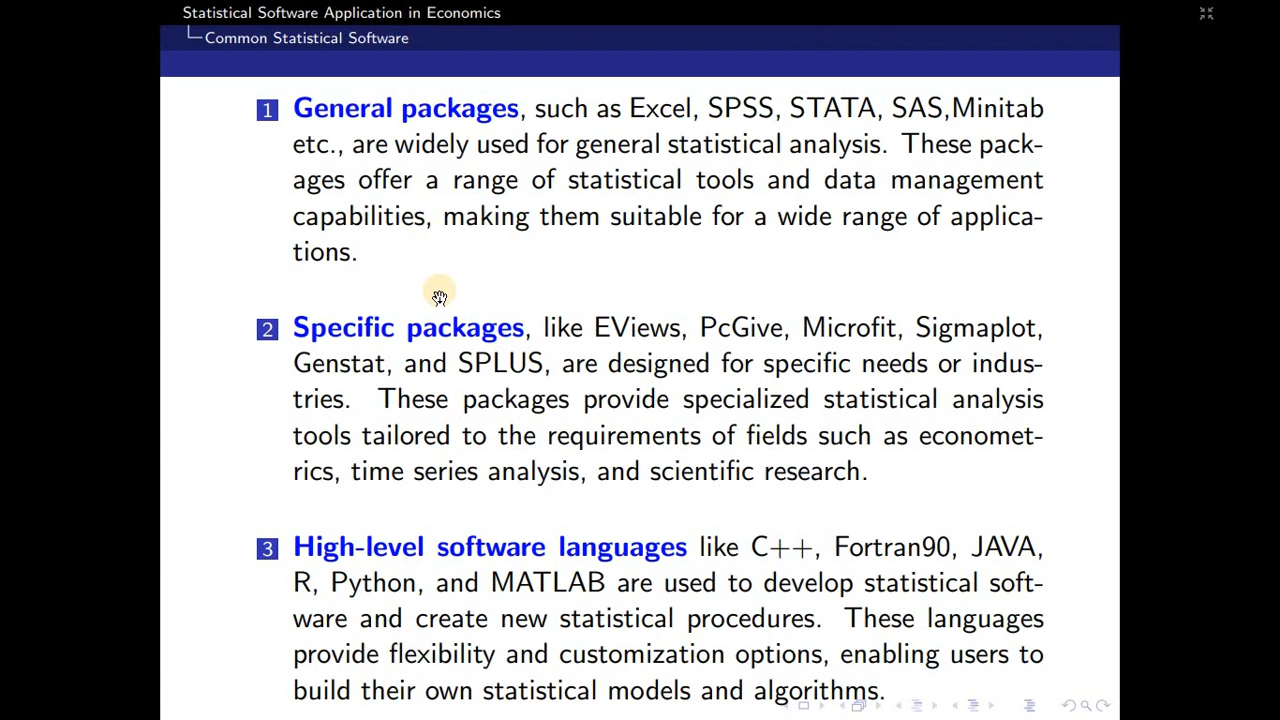 Statistical Software Application in Economics
Common Statistical Software
1 General packages, such as Excel, SPSS, STATA, SAS,Minitab
etc., are widely used for general statistical analysis. These pack-
ages offer a range of statistical tools and data management
capabilities, making them suitable for a wide range of applica-
tions.
2 Specific packages, like EViews, PcGive, Microfit, Sigmaplot,
Genstat, and SPLUS, are designed for specific needs or indus-
tries. These packages provide specialized statistical analysis
tools tailored to the requirements of fields such as economet-
rics, time series analysis, and scientific research.
3 High-level software languages like C++, Fortran90, JAVA,
R, Python, and MATLAB are used to develop statistical soft-
ware and create new statistical procedures. These languages
provide flexibility and customization options, enabling users to
build their own statistical models and algorithms.